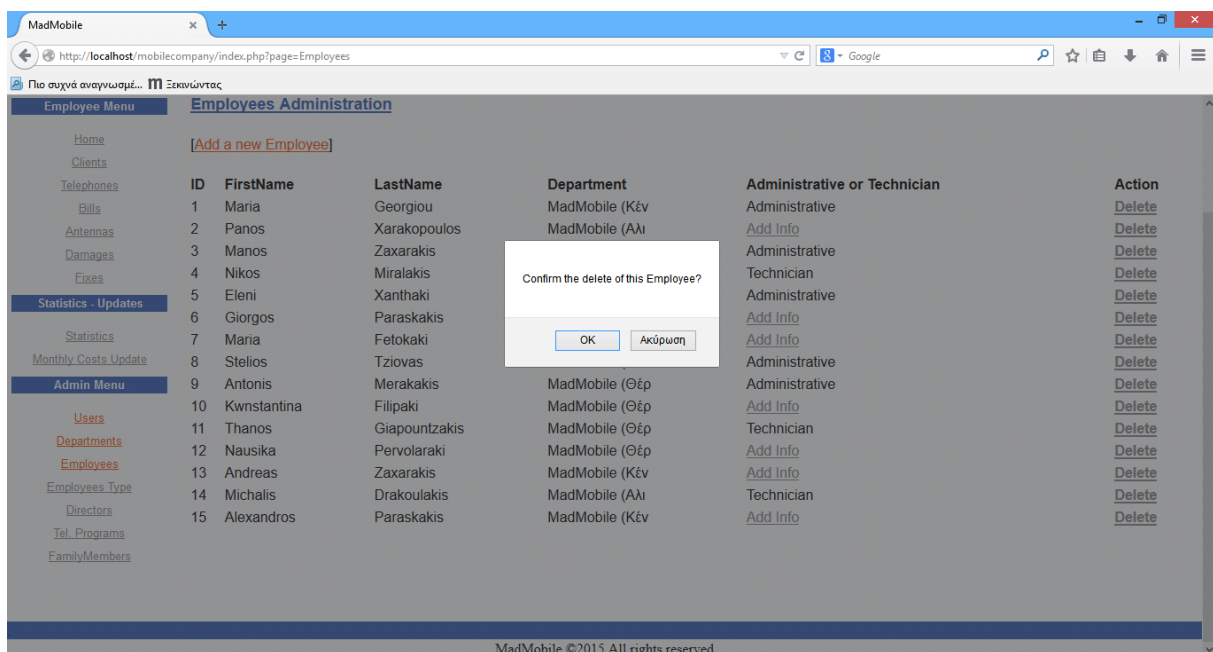 MadMobile
http://localhost/mobilecompany/index.php?page=Employees
Google
Πιο συχνά αναγνωσμέ... Ξεκινώντας
Employee Menu
Home
Clients
Telephones
Bills
Antennas
Damages
Fixes
Statistics - Updates
Statistics
Monthly Costs Update
Admin Menu
Users
Departments
Employees
Employees Type
Directors
Tel. Programs
FamilyMembers
Employees Administration
[Add a new Employee]
ID FirstName LastName Department Administrative or Technician Action
1 Maria Georgiou MadMobile (Κέν Administrative Delete
2 Panos Xarakopoulos MadMobile (Αλι Add Info Delete
3 Manos Zaxarakis Administrative Delete
4 Nikos Miralakis Technician Delete
5 Eleni Xanthaki Administrative Delete
6 Giorgos Paraskakis Add Info Delete
7 Maria Fetokaki Add Info Delete
8 Stelios Tziovas Administrative Delete
9 Antonis Merakakis MadMobile (Θέρ Administrative Delete
10 Kwnstantina Filipaki MadMobile (Θέρ Add Info Delete
11 Thanos Giapountzakis MadMobile (Θέρ Technician Delete
12 Nausika Pervolaraki MadMobile (Θέρ Add Info Delete
13 Andreas Zaxarakis MadMobile (Κέν Add Info Delete
14 Michalis Drakoulakis MadMobile (Αλι Technician Delete
15 Alexandros Paraskakis MadMobile (Κέν Add Info Delete
Confirm the delete of this Employee?
OK Ακύρωση
MadMobile ©2015 All rights reserved